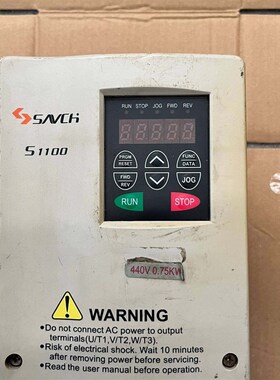 SAVCH
S1100
RUN STOP JOG FWD REV
PRGM
RESET
FUNC
DATA
FWD
REV
JOG
RUN
STOP
440V 0.75KW
WARNING
•Do not connect AC power to output
terminals(U/T1,V/T2,W/T3).
•Risk of electrical shock. Wait 10 minutes
after removing power before servicing.
•Read the user manual before operation.